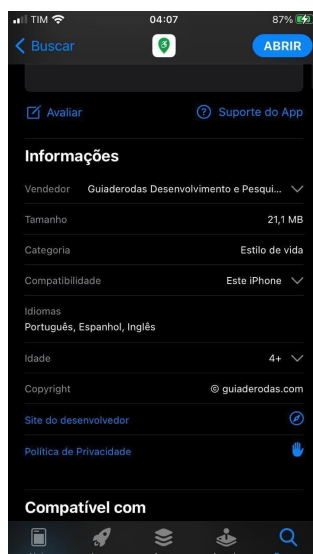 TIM 04:07 87%
Buscar ABRIR
Avaliar Suporte do App
Informações
Vendedor Guiaderodas Desenvolvimento e Pesqui...
Tamanho 21,1 MB
Categoria Estilo de vida
Compatibilidade Este iPhone
Idiomas
Português, Espanhol, Inglês
Idade 4+
Copyright © guiaderodas.com
Site do desenvolvedor
Política de Privacidade
Compatível com